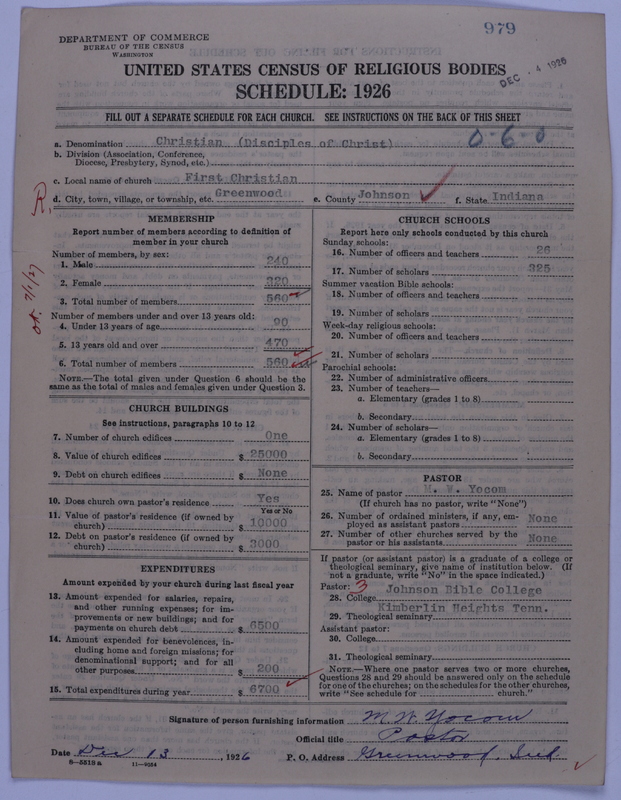 979
DEPARTMENT OF COMMERCE
BUREAU OF THE CENSUS
WASHINGTON
DEC 4 1926
UNITED STATES CENSUS OF RELIGIOUS BODIES
SCHEDULE: 1926
FILL OUT A SEPARATE SCHEDULE FOR EACH CHURCH. SEE INSTRUCTIONS ON THE BACK OF THIS SHEET
0-6-0
a. Denomination Christian (Disciples of Christ)
b. Division (Association, Conference,
Diocese, Presbytery, Synod, etc.)
c. Local name of church First Christian
d. City, town, village, or township, etc. Greenwood e. County Johnson f. State Indiana
R,
MEMBERSHIP
Report number of members according to definition of
member in your church
Number of members, by sex:
1. Male 240
2. Female 320
3. Total number of members 560
Number of members under and over 13 years old:
4. Under 13 years of age 90
5. 13 years old and over 470
6. Total number of members 560
NOTE.—The total given under Question 6 should be the
same as the total of males and females given under Question 3.
CHURCH BUILDINGS
See instructions, paragraphs 10 to 12
7. Number of church edifices One
8. Value of church edifices $ 25000
9. Debt on church edifices $ None
10. Does church own pastor's residence Yes
Yes or No
11. Value of pastor's residence (if owned by
church) $ 10000
12. Debt on pastor's residence (if owned by
church) $ 3000
EXPENDITURES
Amount expended by your church during last fiscal year
13. Amount expended for salaries, repairs,
and other running expenses; for im-
provements or new buildings; and for
payments on church debt $ 6500
14. Amount expended for benevolences, in-
cluding home and foreign missions; for
denominational support; and for all
other purposes $ 200
15. Total expenditures during year $ 6700
CHURCH SCHOOLS
Report here only schools conducted by this church
Sunday schools:
16. Number of officers and teachers 26
17. Number of scholars 325
Summer vacation Bible schools:
18. Number of officers and teachers
19. Number of scholars
Week-day religious schools:
20. Number of officers and teachers
21. Number of scholars
Parochial schools:
22. Number of administrative officers
23. Number of teachers—
a. Elementary (grades 1 to 8)
b. Secondary
24. Number of scholars—
a. Elementary (grades 1 to 8)
b. Secondary
PASTOR
25. Name of pastor M. W. Yocom
(If church has no pastor, write "None")
26. Number of ordained ministers, if any, em-
ployed as assistant pastors None
27. Number of other churches served by the
pastor or his assistants None
If pastor (or assistant pastor) is a graduate of a college or
theological seminary, give name of institution below. (If
not a graduate, write "No" in the space indicated.)
Pastor: 3
28. College Johnson Bible College
Kimberlin Heights Tenn.
29. Theological seminary
Assistant pastor:
30. College
31. Theological seminary
NOTE.—Where one pastor serves two or more churches,
Questions 28 and 29 should be answered only on the schedule
for one of the churches; on the schedules for the other churches,
write "See schedule for church."
Signature of person furnishing information M. W. Yocom
Official title Pastor
Date Dec 13, 1926 P. O. Address Greenwood, Ind.
8—5518 a 11—9054